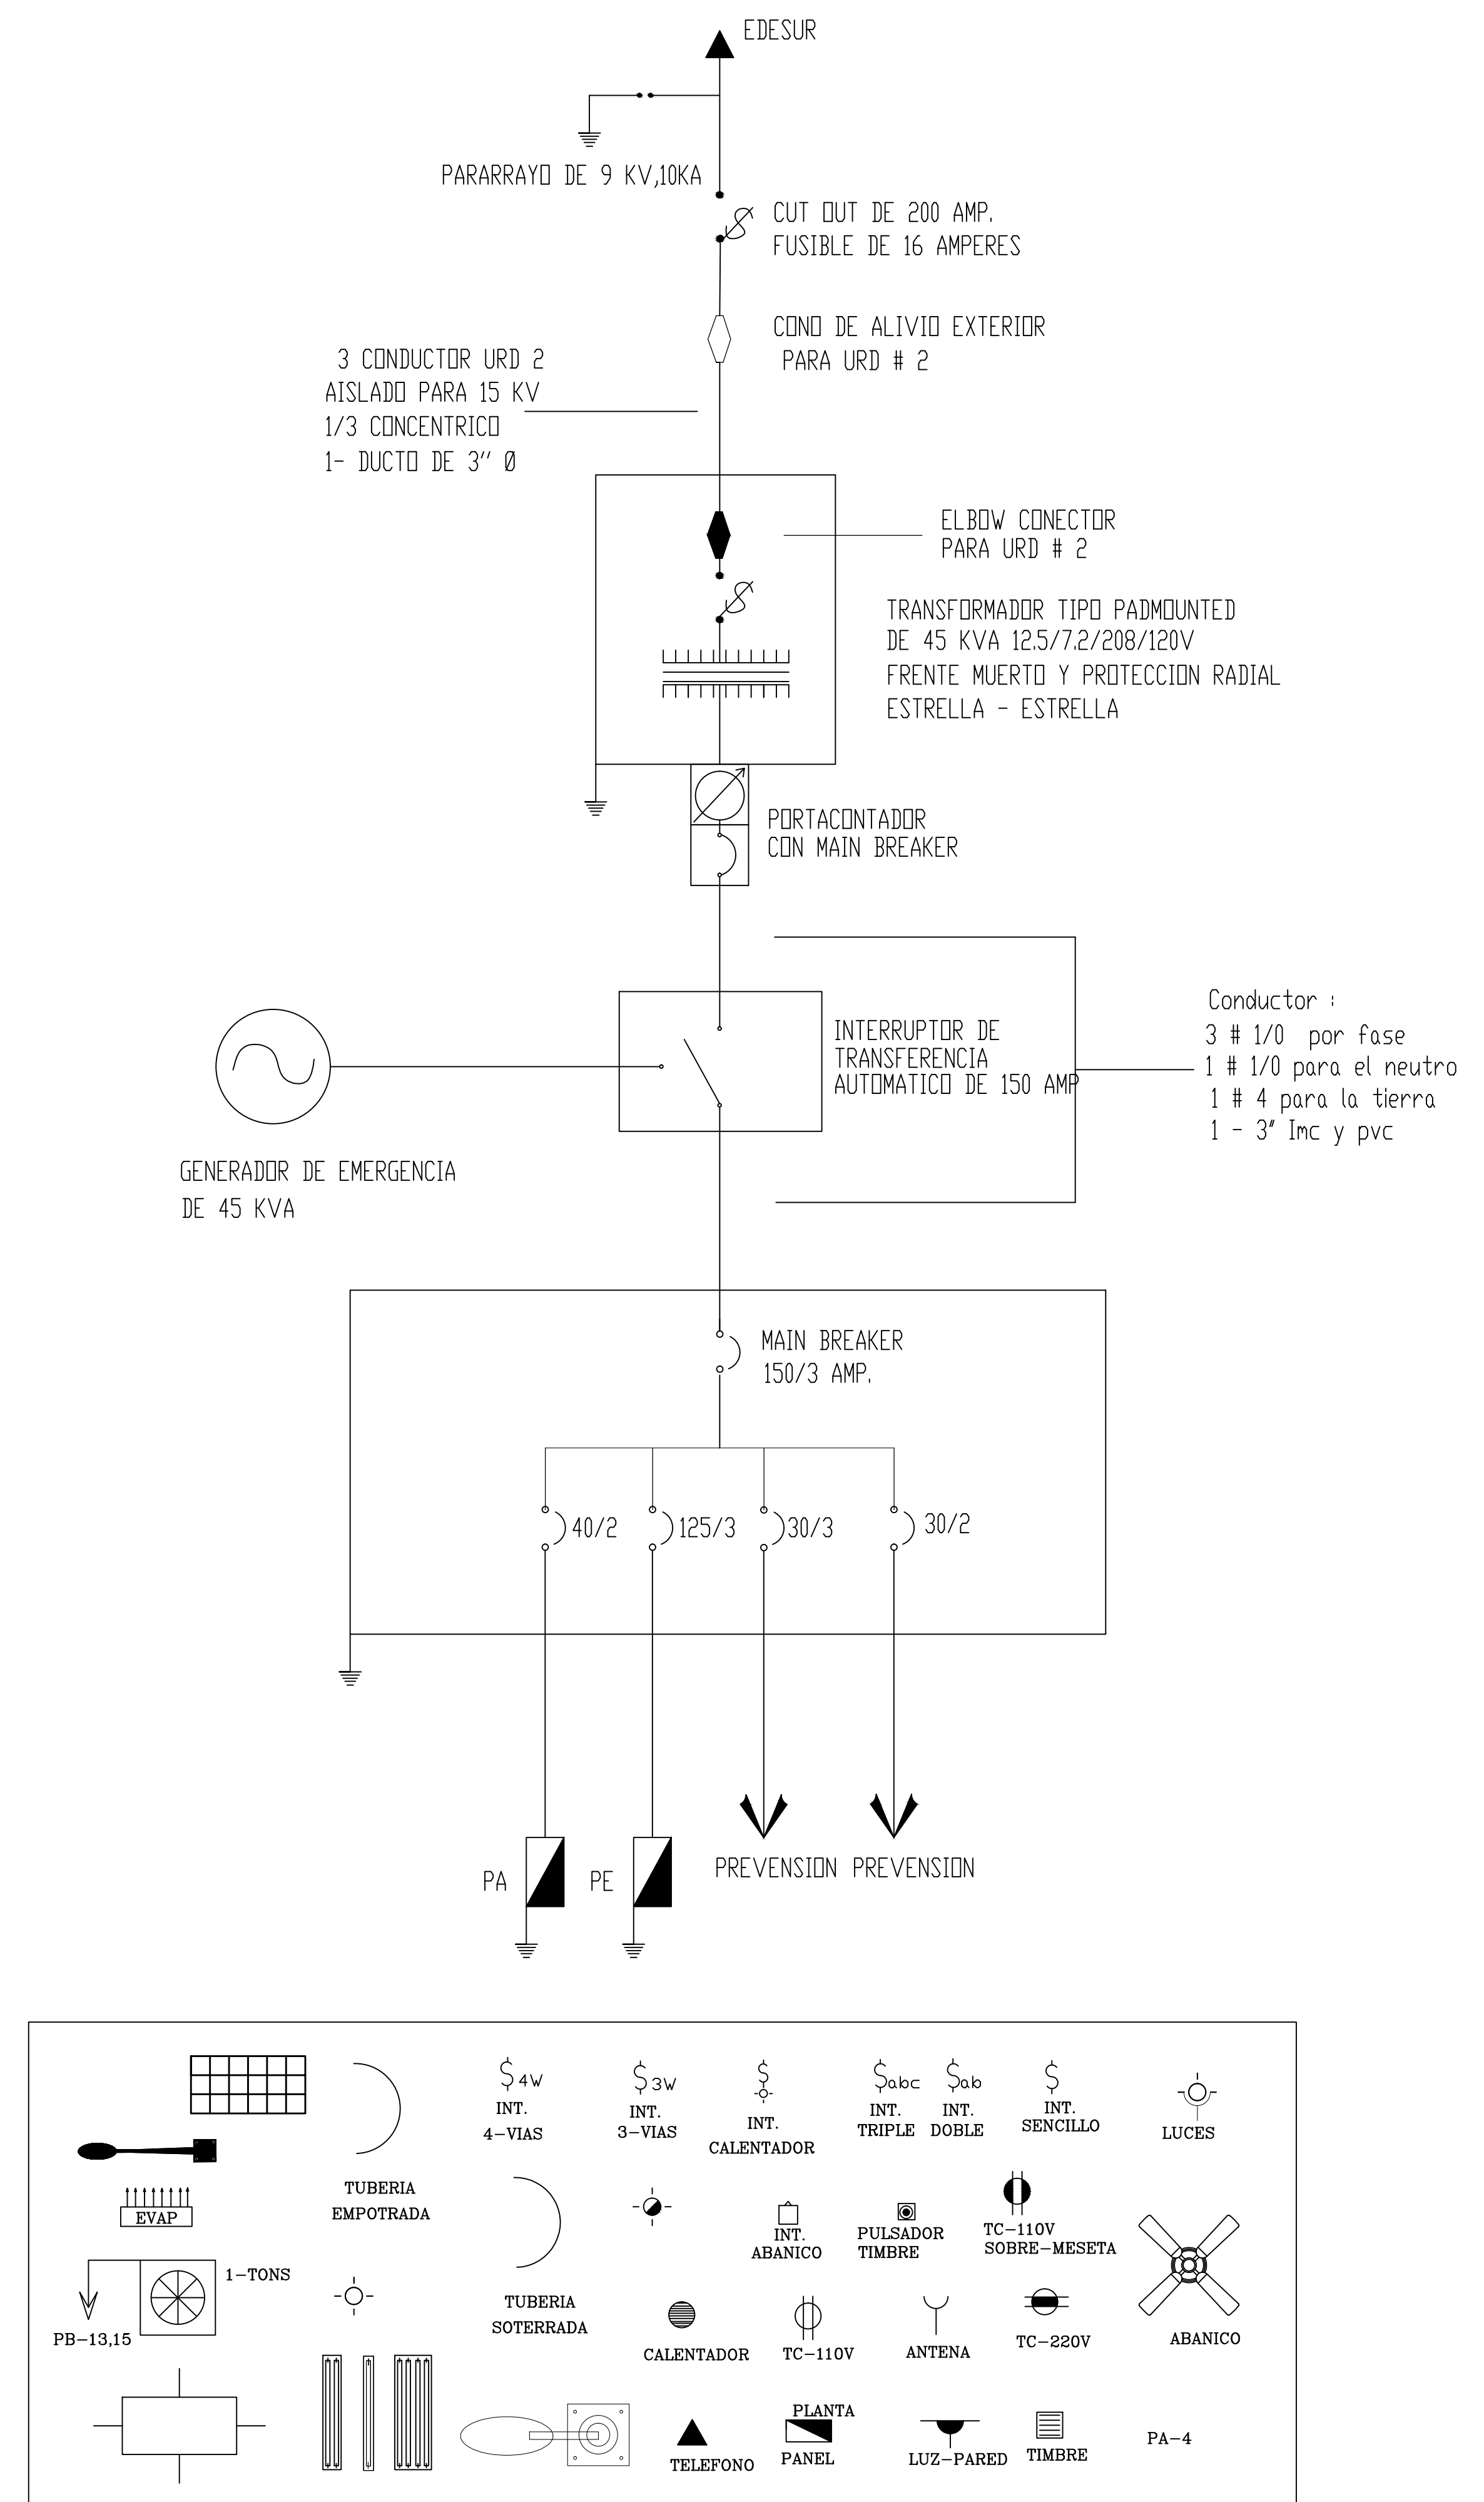 EDESUR
PARARRAYO DE 9 KV,10KA
CUT OUT DE 200 AMP.
FUSIBLE DE 16 AMPERES
CONO DE ALIVIO EXTERIOR
PARA URD # 2
3 CONDUCTOR URD 2
AISLADO PARA 15 KV
1/3 CONCENTRICO
1- DUCTO DE 3'' Ø
ELBOW CONECTOR
PARA URD # 2
TRANSFORMADOR TIPO PADMOUNTED
DE 45 KVA 12.5/7.2/208/120V
FRENTE MUERTO Y PROTECCION RADIAL
ESTRELLA - ESTRELLA
PORTACONTADOR
CON MAIN BREAKER
INTERRUPTOR DE
TRANSFERENCIA
AUTOMATICO DE 150 AMP
Conductor :
3 # 1/0 por fase
1 # 1/0 para el neutro
1 # 4 para la tierra
1 - 3" Imc y pvc
GENERADOR DE EMERGENCIA
DE 45 KVA
MAIN BREAKER
150/3 AMP.
40/2
125/3
30/3
30/2
PA
PE
PREVENSION
PREVENSION
$4W
INT.
4-VIAS
$3W
INT.
3-VIAS
$
INT.
CALENTADOR
$abc
INT.
TRIPLE
$ab
INT.
DOBLE
$
INT.
SENCILLO
LUCES
TUBERIA
EMPOTRADA
EVAP
INT.
ABANICO
PULSADOR
TIMBRE
TC-110V
SOBRE-MESETA
1-TONS
PB-13,15
TUBERIA
SOTERRADA
CALENTADOR
TC-110V
ANTENA
TC-220V
ABANICO
TELEFONO
PLANTA
PANEL
LUZ-PARED
TIMBRE
PA-4